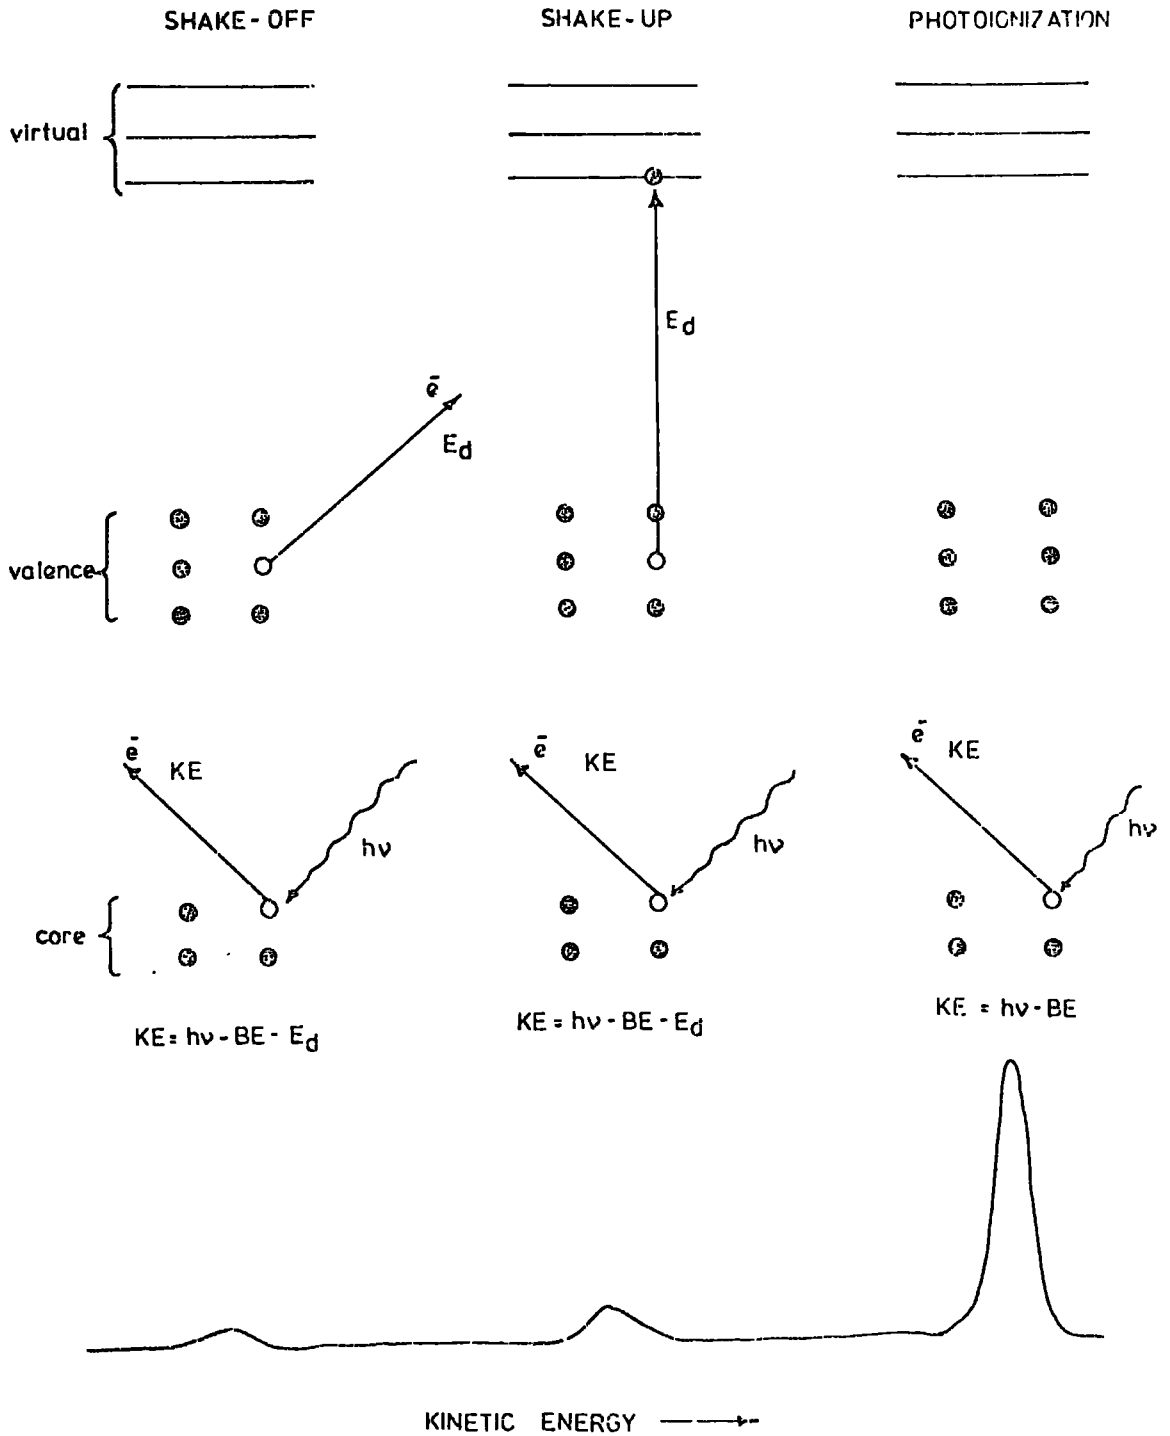 SHAKE-OFF SHAKE-UP PHOTOIGNIZATION
virtual
E_d
ē
E_d
valence
ē KE hν
ē KE hν
ē KE hν
core
KE = hν - BE - E_d
KE = hν - BE - E_d
KE = hν - BE
KINETIC ENERGY